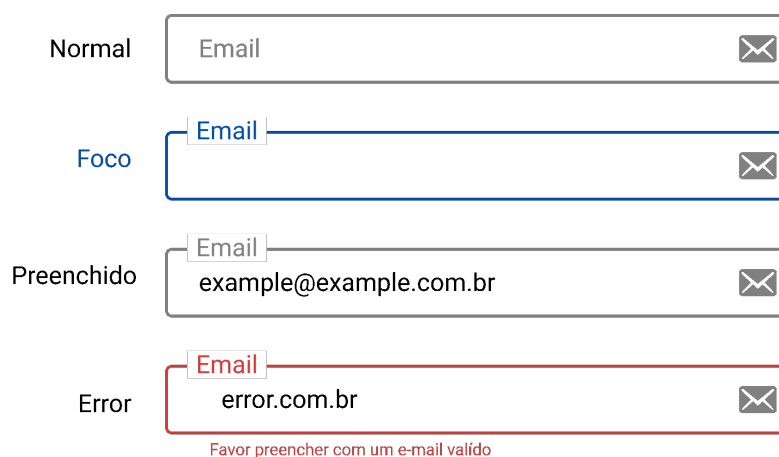 Normal Email
Email
Foco
Email
Preenchido example@example.com.br
Email
Error error.com.br
Favor preencher com um e-mail valído